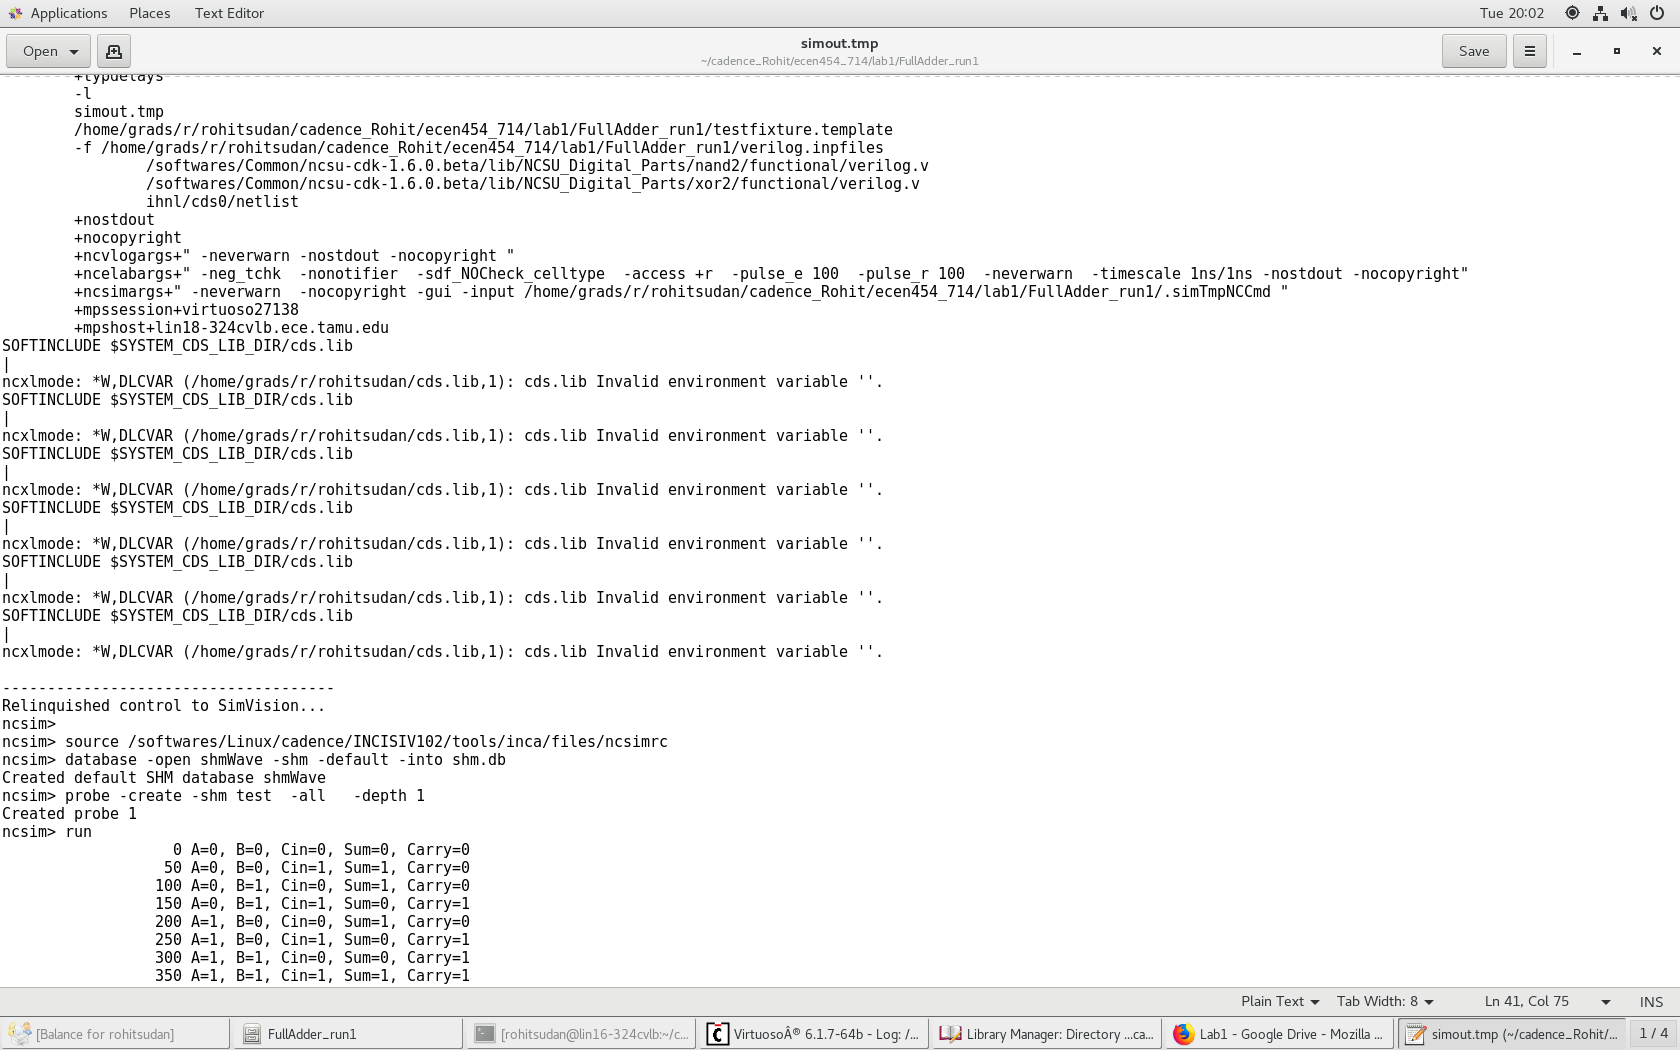 Applications Places Text Editor Tue 20:02
Open simout.tmp Save
~/cadence_Rohit/ecen454_714/lab1/FullAdder_run1
+typdelays
-l
simout.tmp
/home/grads/r/rohitsudan/cadence_Rohit/ecen454_714/lab1/FullAdder_run1/testfixture.template
-f /home/grads/r/rohitsudan/cadence_Rohit/ecen454_714/lab1/FullAdder_run1/verilog.inpfiles
/softwares/Common/ncsu-cdk-1.6.0.beta/lib/NCSU_Digital_Parts/nand2/functional/verilog.v
/softwares/Common/ncsu-cdk-1.6.0.beta/lib/NCSU_Digital_Parts/xor2/functional/verilog.v
ihnl/cds0/netlist
+nostdout
+nocopyright
+ncvlogargs+" -neverwarn -nostdout -nocopyright "
+ncelabargs+" -neg_tchk  -nonotifier  -sdf_NOCheck_celltype  -access +r  -pulse_e 100  -pulse_r 100  -neverwarn  -timescale 1ns/1ns -nostdout -nocopyright"
+ncsimargs+" -neverwarn  -nocopyright -gui -input /home/grads/r/rohitsudan/cadence_Rohit/ecen454_714/lab1/FullAdder_run1/.simTmpNCCmd "
+mpssession+virtuoso27138
+mpshost+lin18-324cvlb.ece.tamu.edu
SOFTINCLUDE $SYSTEM_CDS_LIB_DIR/cds.lib
|
ncxlmode: *W,DLCVAR (/home/grads/r/rohitsudan/cds.lib,1): cds.lib Invalid environment variable ''.
SOFTINCLUDE $SYSTEM_CDS_LIB_DIR/cds.lib
|
ncxlmode: *W,DLCVAR (/home/grads/r/rohitsudan/cds.lib,1): cds.lib Invalid environment variable ''.
SOFTINCLUDE $SYSTEM_CDS_LIB_DIR/cds.lib
|
ncxlmode: *W,DLCVAR (/home/grads/r/rohitsudan/cds.lib,1): cds.lib Invalid environment variable ''.
SOFTINCLUDE $SYSTEM_CDS_LIB_DIR/cds.lib
|
ncxlmode: *W,DLCVAR (/home/grads/r/rohitsudan/cds.lib,1): cds.lib Invalid environment variable ''.
SOFTINCLUDE $SYSTEM_CDS_LIB_DIR/cds.lib
|
ncxlmode: *W,DLCVAR (/home/grads/r/rohitsudan/cds.lib,1): cds.lib Invalid environment variable ''.
SOFTINCLUDE $SYSTEM_CDS_LIB_DIR/cds.lib
|
ncxlmode: *W,DLCVAR (/home/grads/r/rohitsudan/cds.lib,1): cds.lib Invalid environment variable ''.
-------------------------------------
Relinquished control to SimVision...
ncsim>
ncsim> source /softwares/Linux/cadence/INCISIV102/tools/inca/files/ncsimrc
ncsim> database -open shmWave -shm -default -into shm.db
Created default SHM database shmWave
ncsim> probe -create -shm test  -all   -depth 1
Created probe 1
ncsim> run
0 A=0, B=0, Cin=0, Sum=0, Carry=0
50 A=0, B=0, Cin=1, Sum=1, Carry=0
100 A=0, B=1, Cin=0, Sum=1, Carry=0
150 A=0, B=1, Cin=1, Sum=0, Carry=1
200 A=1, B=0, Cin=0, Sum=1, Carry=0
250 A=1, B=0, Cin=1, Sum=0, Carry=1
300 A=1, B=1, Cin=0, Sum=0, Carry=1
350 A=1, B=1, Cin=1, Sum=1, Carry=1
Plain Text Tab Width: 8 Ln 41, Col 75 INS
[Balance for rohitsudan] FullAdder_run1 [rohitsudan@lin16-324cvlb:~/c... VirtuosoÂ® 6.1.7-64b - Log: /... Library Manager: Directory ...ca... Lab1 - Google Drive - Mozilla ... simout.tmp (~/cadence_Rohit/... 1 / 4